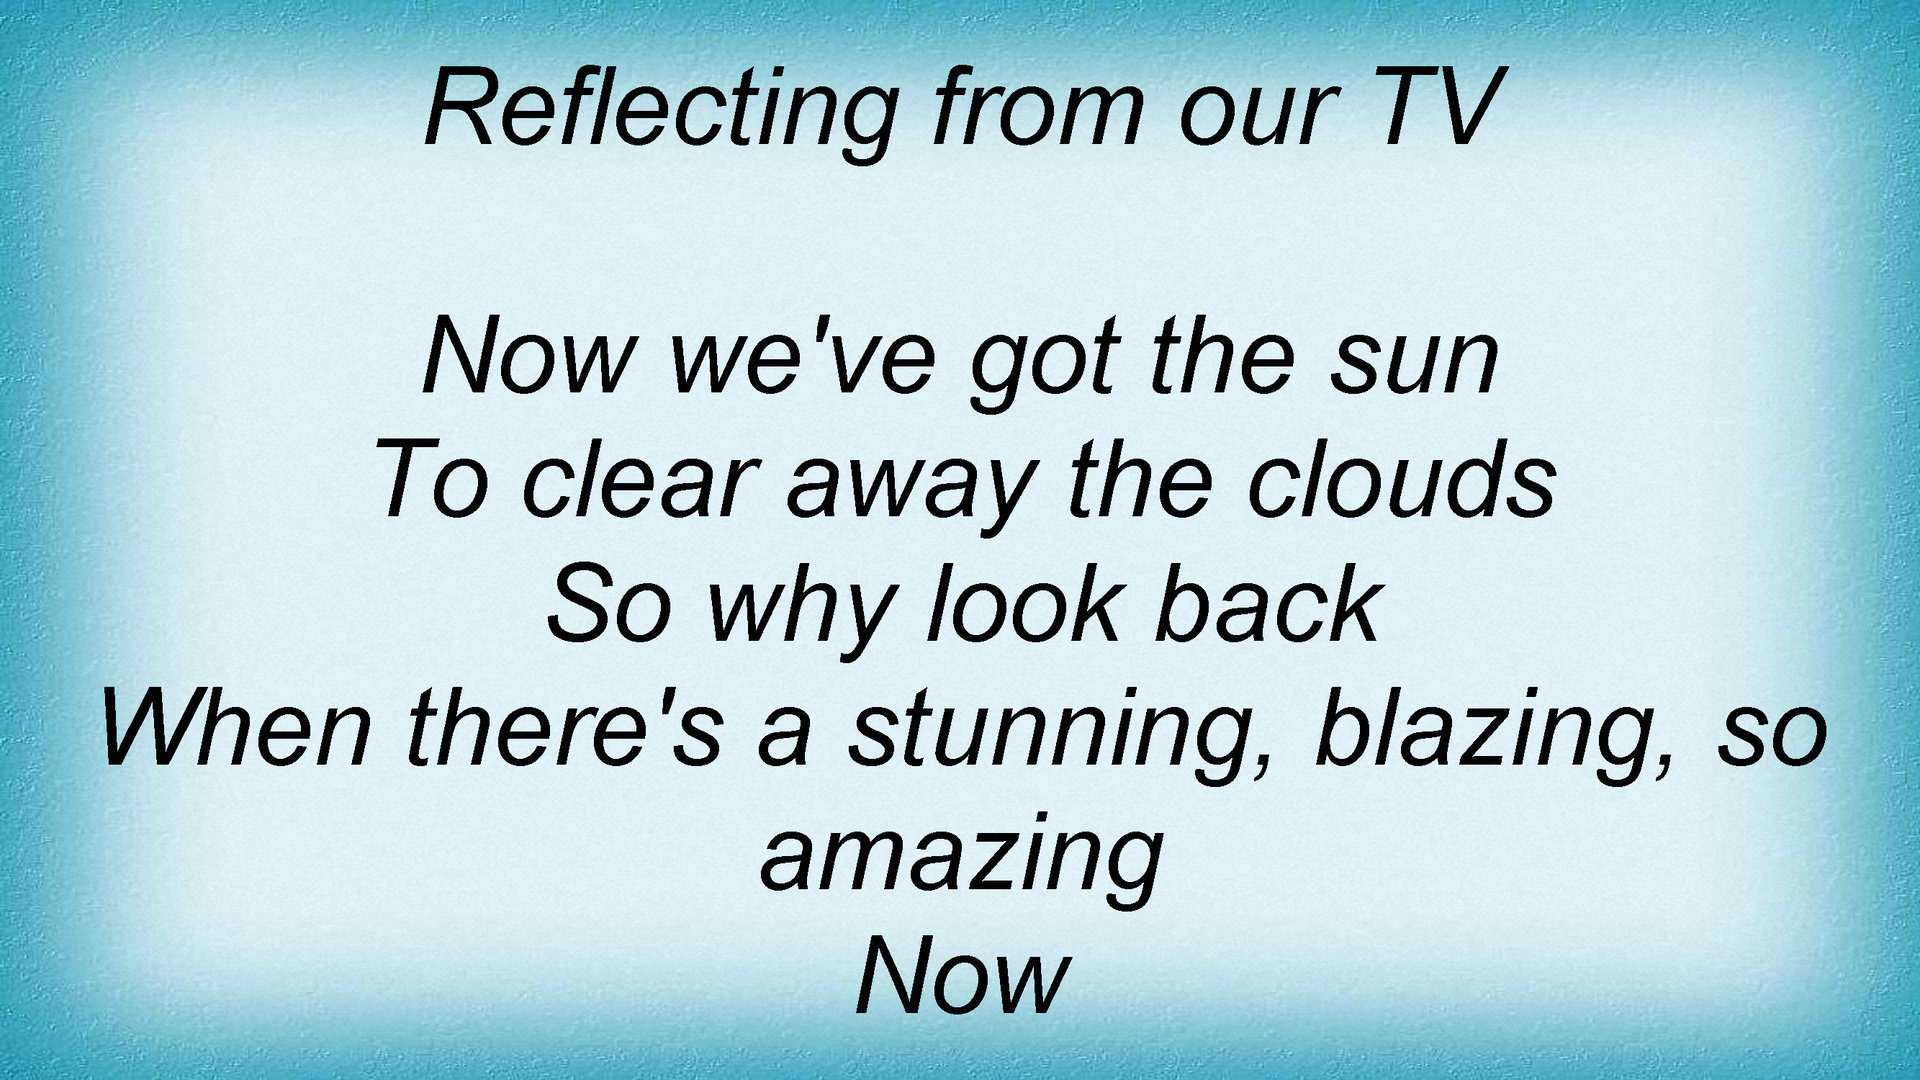 Reflecting from our TV
Now we've got the sun
To clear away the clouds
So why look back
When there's a stunning, blazing, so
amazing
Now